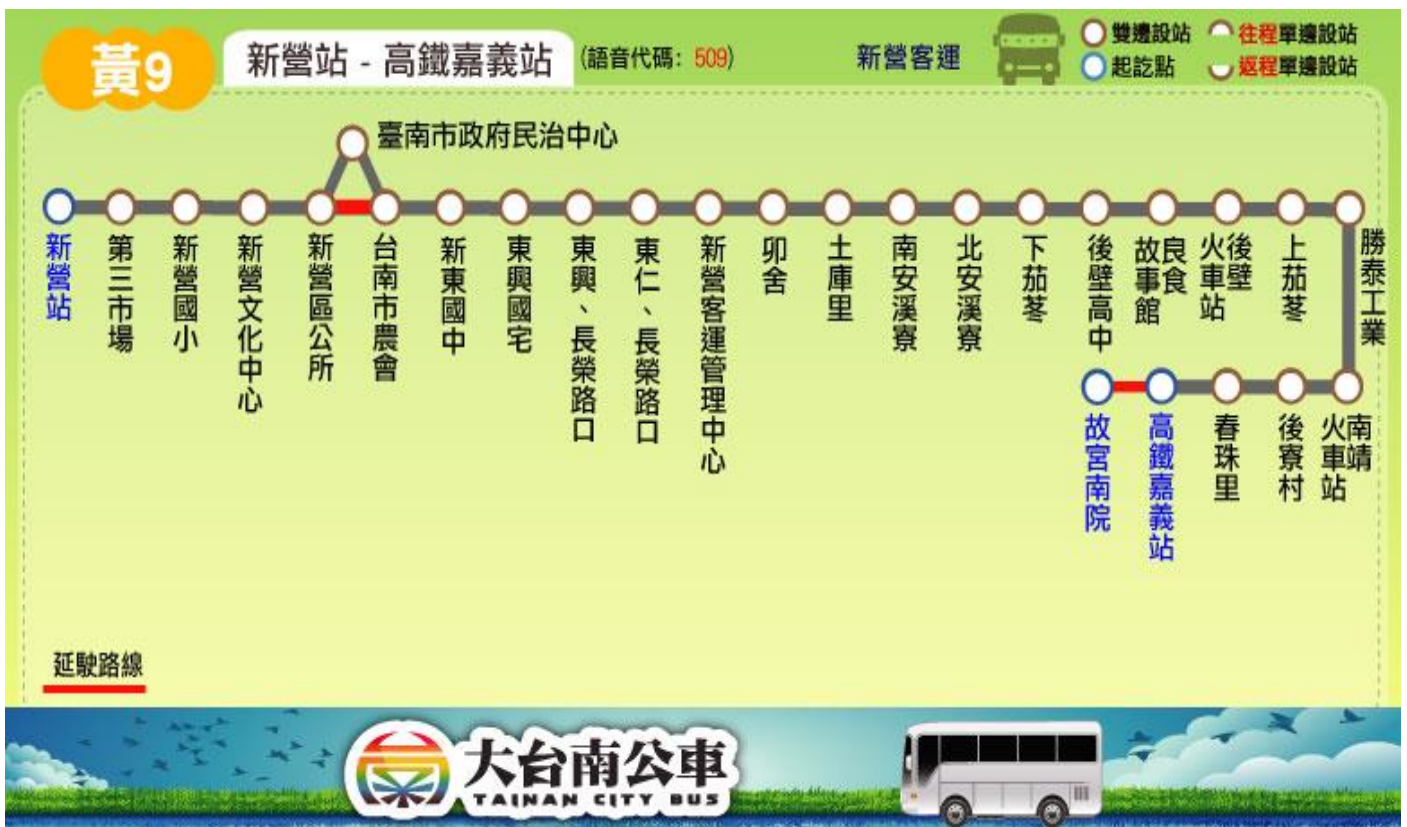 黃9
新營站 - 高鐵嘉義站
(語音代碼: 509)
新營客運
雙邊設站
往程單邊設站
起訖點
返程單邊設站
臺南市政府民治中心
新營站
第三市場
新營國小
新營文化中心
新營區公所
台南市農會
新東國中
東興國宅
東興、長榮路口
東仁、長榮路口
新營客運管理中心
卯舍
土庫里
南安溪寮
北安溪寮
下茄苳
後壁高中
良食
故事館
後壁
火車站
上茄苳
勝泰工業
南靖
火車站
後寮村
春珠里
高鐵嘉義站
故宮南院
延駛路線
大台南公車
TAINAN CITY BUS